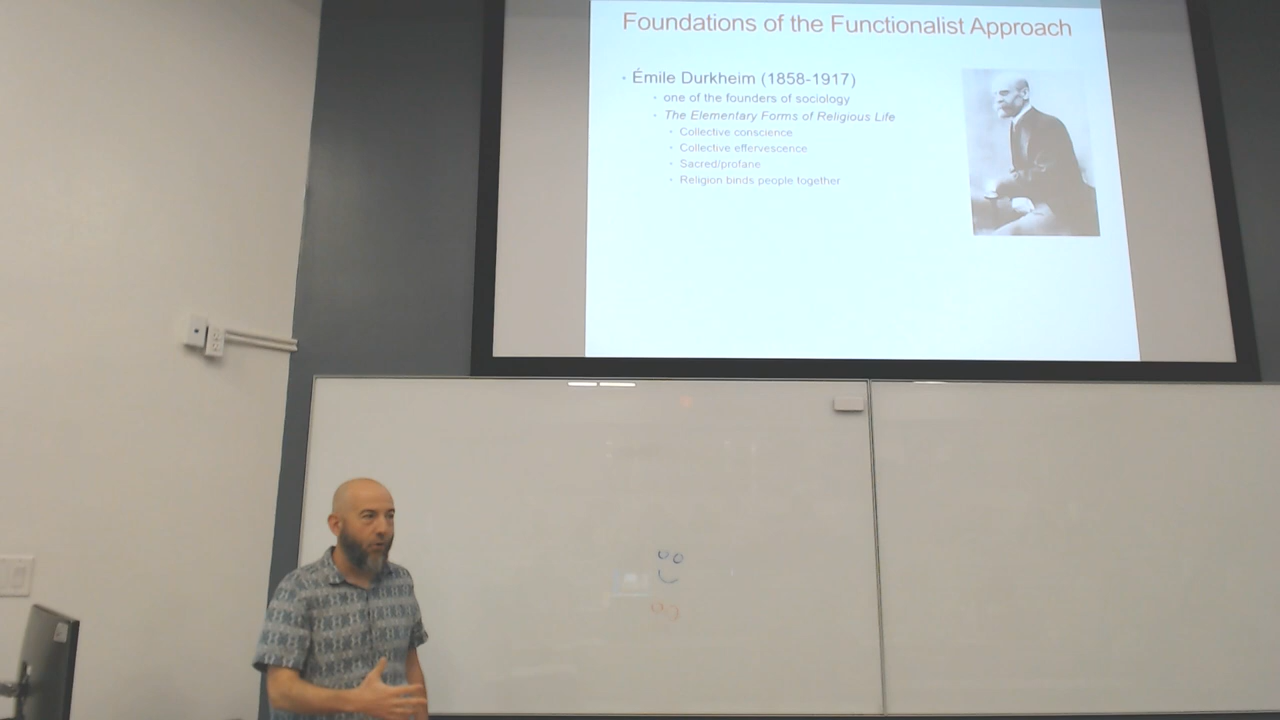 Foundations of the Functionalist Approach
Émile Durkheim (1858-1917)
one of the founders of sociology
The Elementary Forms of Religious Life
Collective conscience
Collective effervescence
Sacred/profane
Religion binds people together